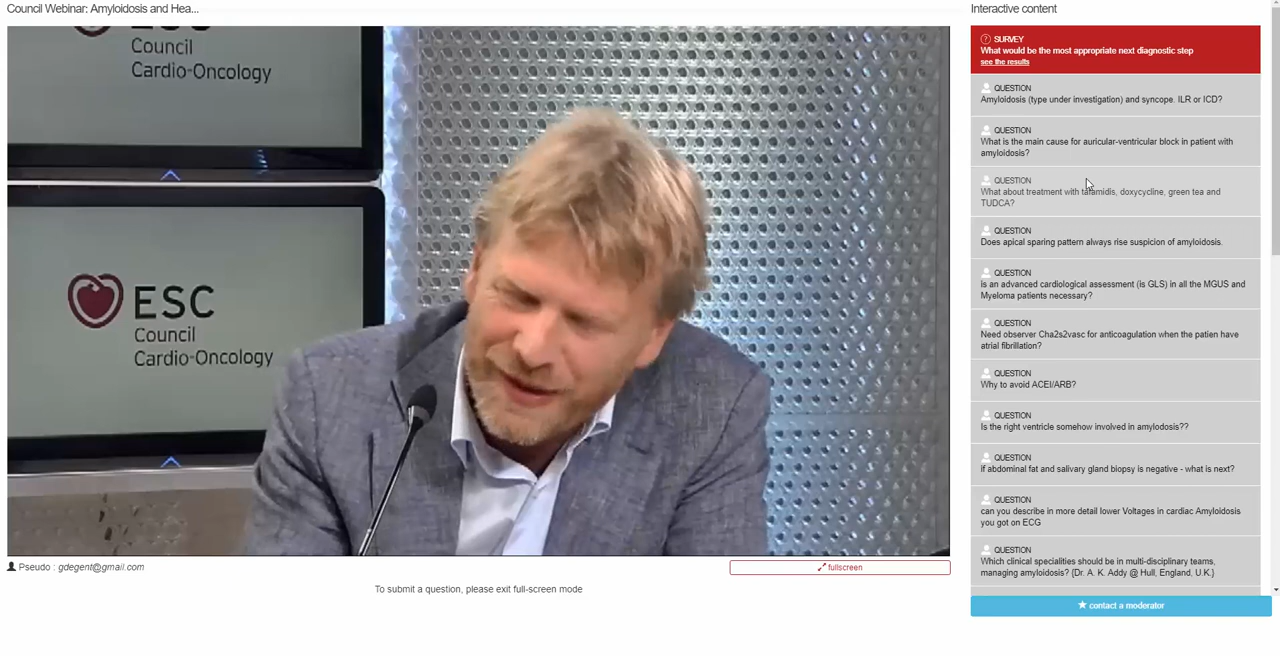 Council Webinar: Amyloidosis and Hea...
Interactive content
Council
Cardio-Oncology
ESC
Council
Cardio-Oncology
SURVEY
What would be the most appropriate next diagnostic step
see the results
QUESTION
Amyloidosis (type under investigation) and syncope. ILR or ICD?
QUESTION
What is the main cause for auricular-ventricular block in patient with
amyloidosis?
QUESTION
What about treatment with tafamidis, doxycycline, green tea and
TUDCA?
QUESTION
Does apical sparing pattern always rise suspicion of amyloidosis.
QUESTION
is an advanced cardiological assessment (is GLS) in all the MGUS and
Myeloma patients necessary?
QUESTION
Need observer Cha2s2vasc for anticoagulation when the patien have
atrial fibrillation?
QUESTION
Why to avoid ACEI/ARB?
QUESTION
Is the right ventricle somehow involved in amylodosis??
QUESTION
if abdominal fat and salivary gland biopsy is negative - what is next?
QUESTION
can you describe in more detail lower Voltages in cardiac Amyloidosis
you got on ECG
QUESTION
Which clinical specialities should be in multi-disciplinary teams,
managing amyloidosis? {Dr. A. K. Addy @ Hull, England, U.K.}
Pseudo : gdegent@gmail.com
fullscreen
To submit a question, please exit full-screen mode
contact a moderator